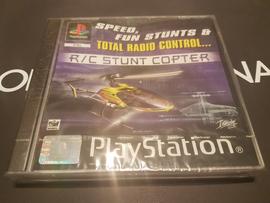 SPEED,
FUN STUNTS &
TOTAL RADIO CONTROL...
R/C STUNT COPTER
PlayStation